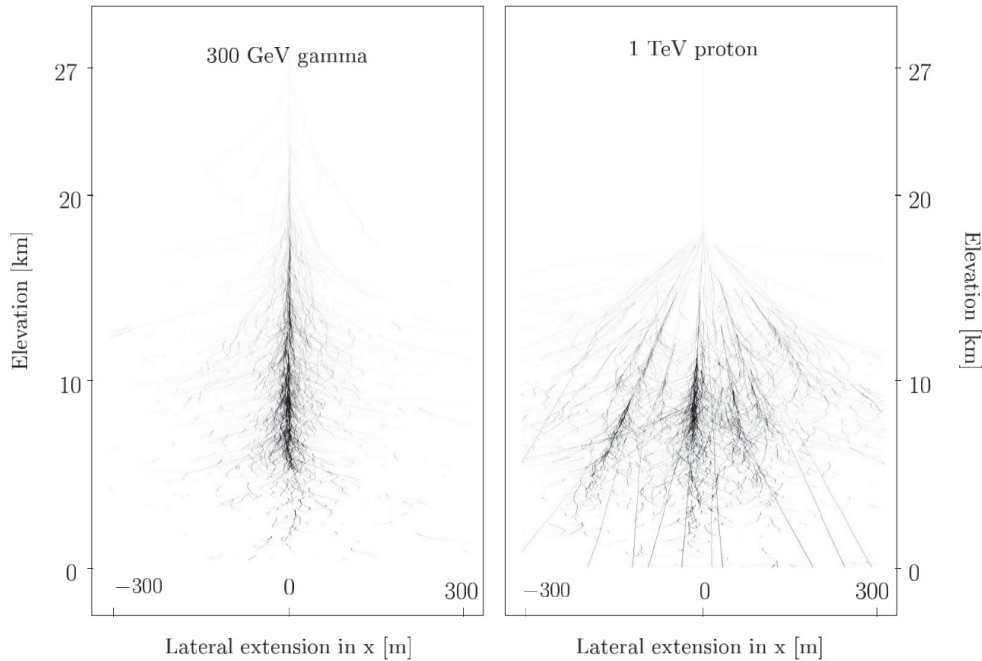 300 GeV gamma
27
20
10
0
Elevation [km]
−300
0
300
Lateral extension in x [m]
1 TeV proton
27
20
10
0
Elevation [km]
−300
0
300
Lateral extension in x [m]